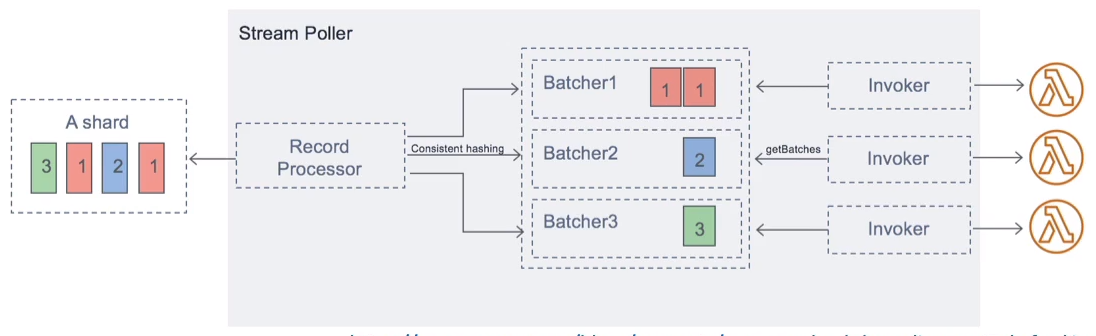 Stream Poller
A shard
3 1 2 1
Record
Processor
Consistent hashing
Batcher1
1 1
Batcher2
2
Batcher3
3
getBatches
Invoker
Invoker
Invoker